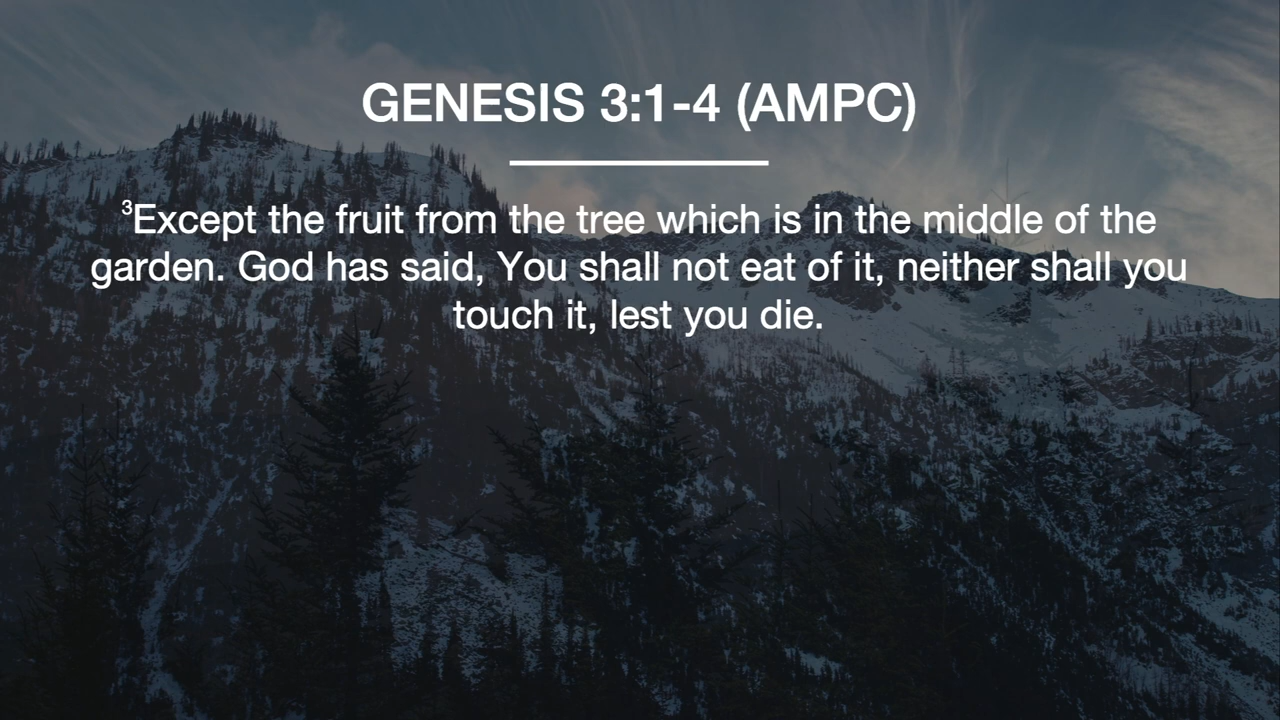 GENESIS 3:1-4 (AMPC)
³Except the fruit from the tree which is in the middle of the
garden. God has said, You shall not eat of it, neither shall you
touch it, lest you die.